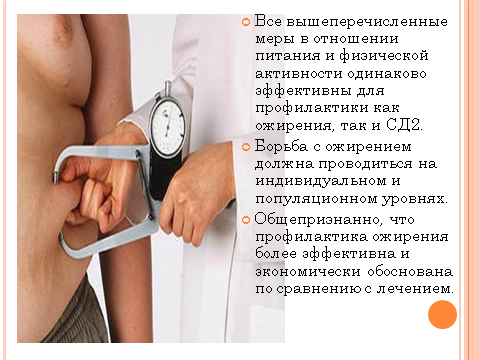 Все вышеперечисленные
меры в отношении
питания и физической
активности одинаково
эффективны для
профилактики как
ожирения, так и СД2.
Борьба с ожирением
должна проводиться на
индивидуальном и
популяционном уровнях.
Общепризнанно, что
профилактика ожирения
более эффективна и
экономически обоснована
по сравнению с лечением.